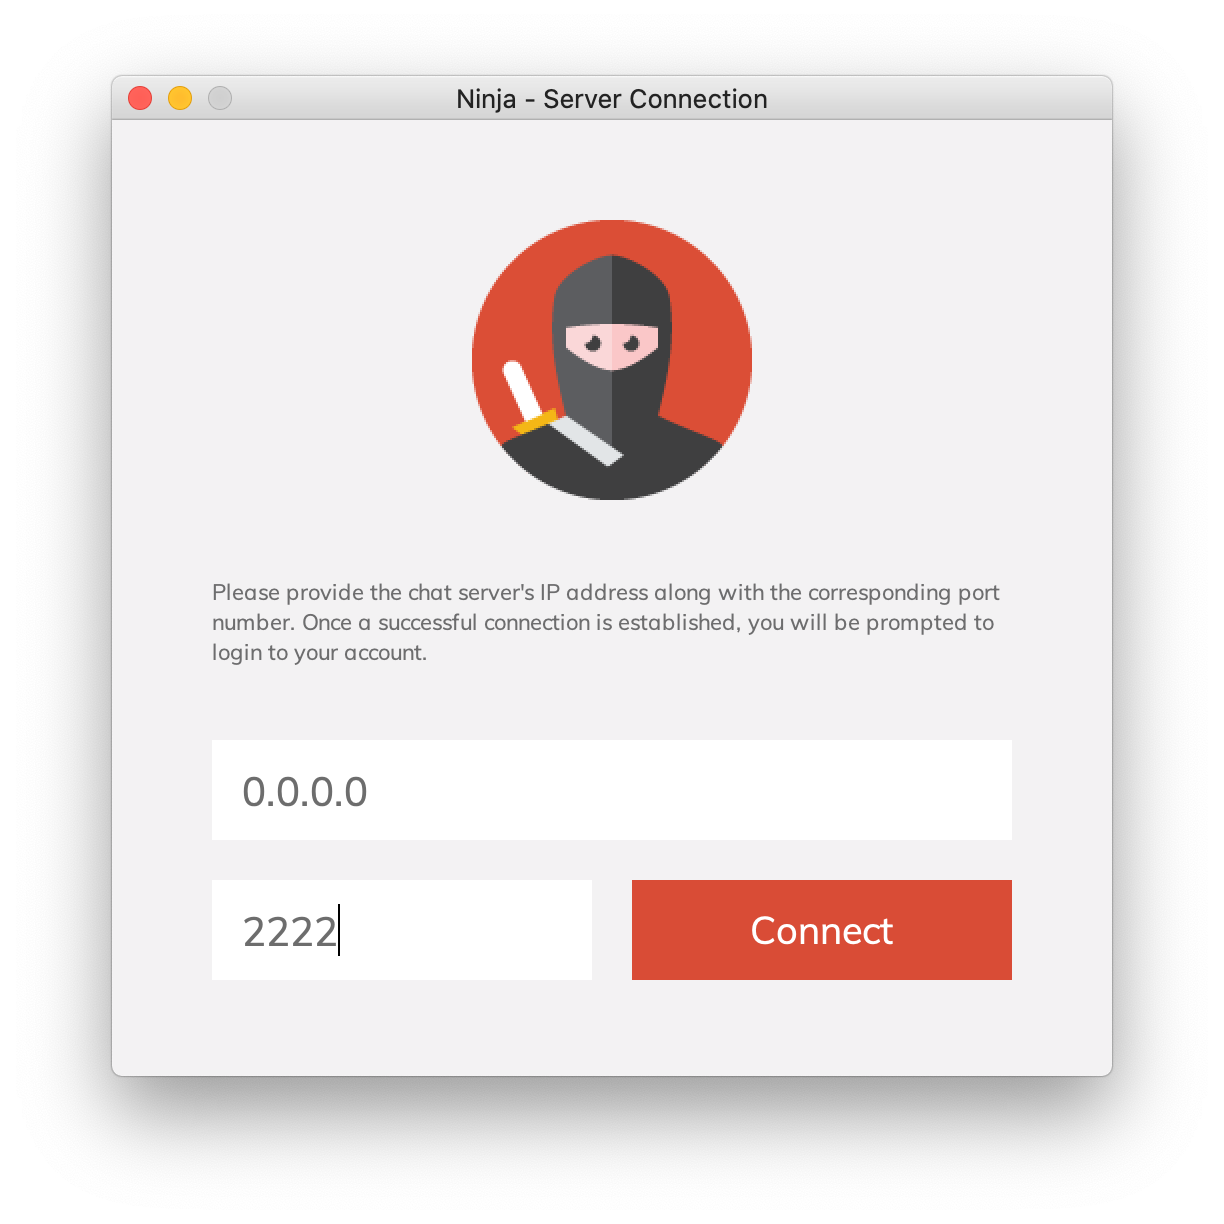 Ninja - Server Connection
Please provide the chat server's IP address along with the corresponding port
number. Once a successful connection is established, you will be prompted to
login to your account.
0.0.0.0
2222
Connect